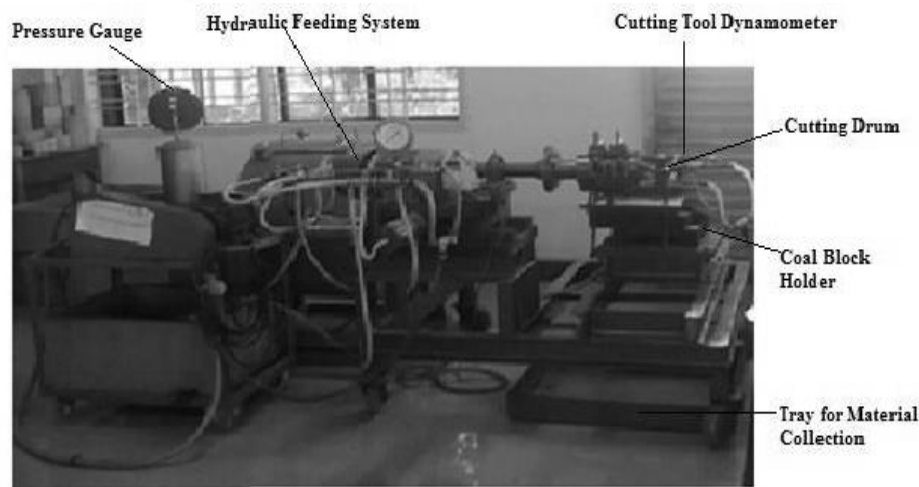 Pressure Gauge
Hydraulic Feeding System
Cutting Tool Dynamometer
Cutting Drum
Coal Block
Holder
Tray for Material
Collection